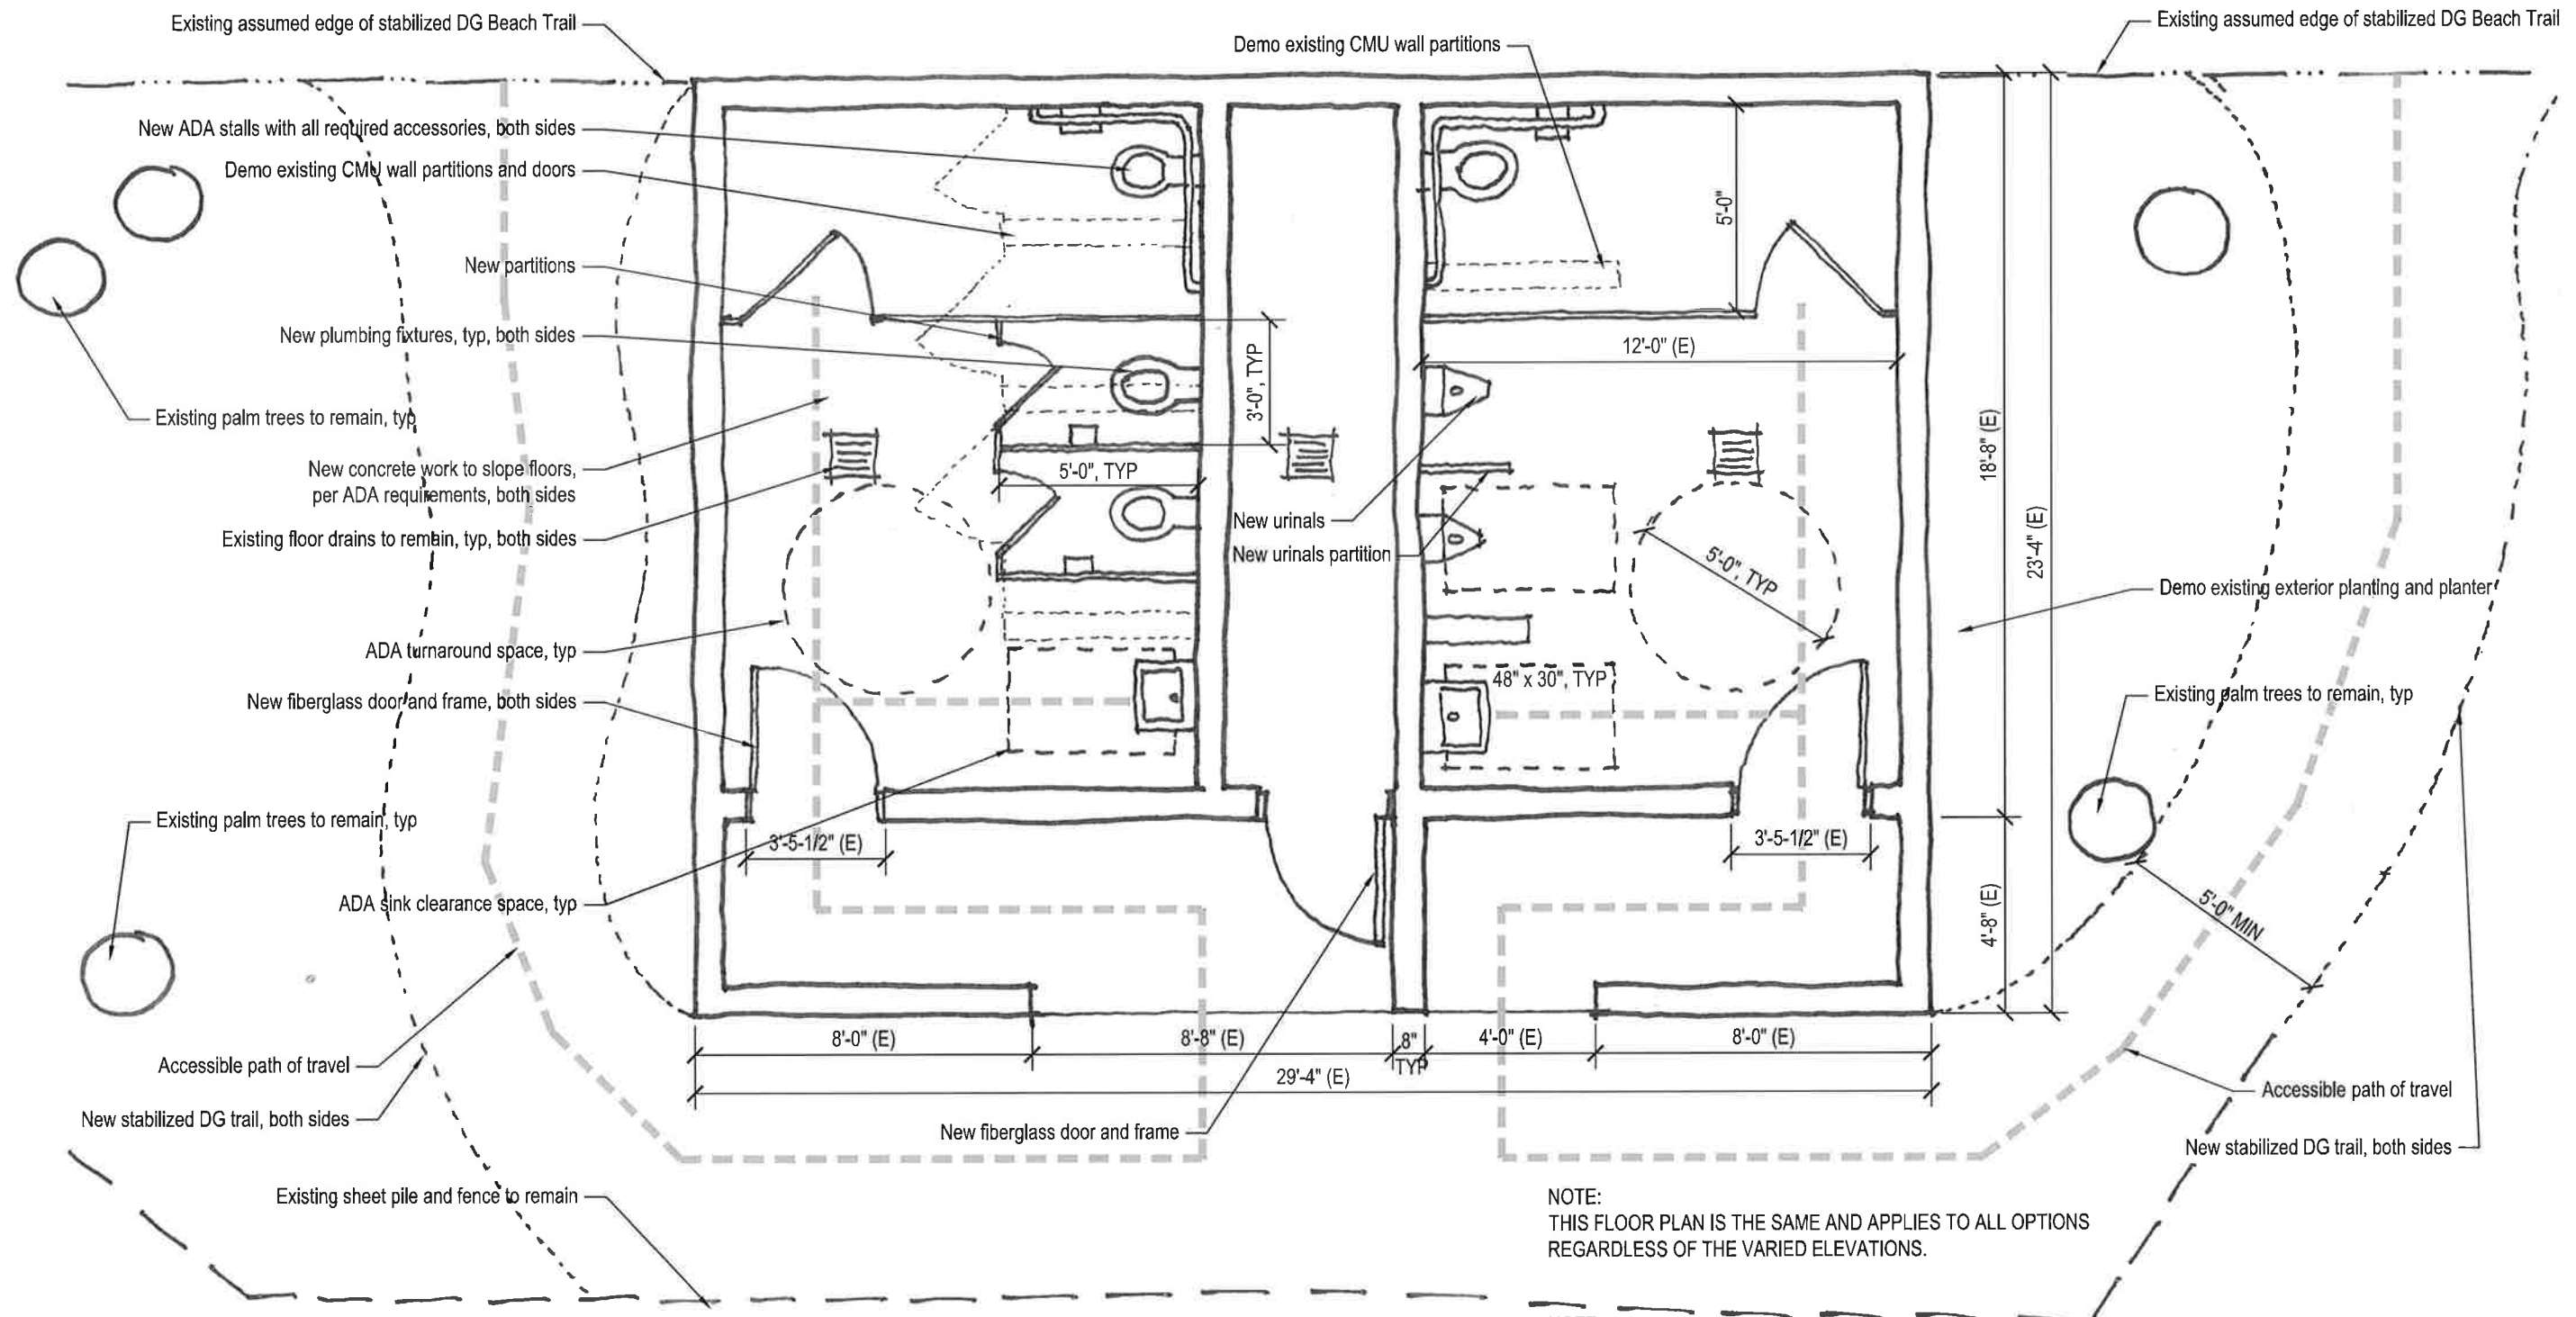 Existing assumed edge of stabilized DG Beach Trail
Demo existing CMU wall partitions
Existing assumed edge of stabilized DG Beach Trail
New ADA stalls with all required accessories, both sides
Demo existing CMU wall partitions and doors
New partitions
New plumbing fixtures, typ, both sides
Existing palm trees to remain, typ
New concrete work to slope floors,
per ADA requirements, both sides
Existing floor drains to remain, typ, both sides
ADA turnaround space, typ
New fiberglass door and frame, both sides
Existing palm trees to remain, typ
ADA sink clearance space, typ
Accessible path of travel
New stabilized DG trail, both sides
Existing sheet pile and fence to remain
3'-0", TYP
5'-0", TYP
New urinals
New urinals partition
5'-0"
12'-0" (E)
5'-0", TYP
48" x 30", TYP
3'-5-1/2" (E)
3'-5-1/2" (E)
18'-8" (E)
23'-4" (E)
4'-8" (E)
Demo existing exterior planting and planter
Existing palm trees to remain, typ
5'-0" MIN
8'-0" (E)
8'-8" (E)
8"
TYP
4'-0" (E)
8'-0" (E)
29'-4" (E)
New fiberglass door and frame
Accessible path of travel
New stabilized DG trail, both sides
NOTE:
THIS FLOOR PLAN IS THE SAME AND APPLIES TO ALL OPTIONS
REGARDLESS OF THE VARIED ELEVATIONS.